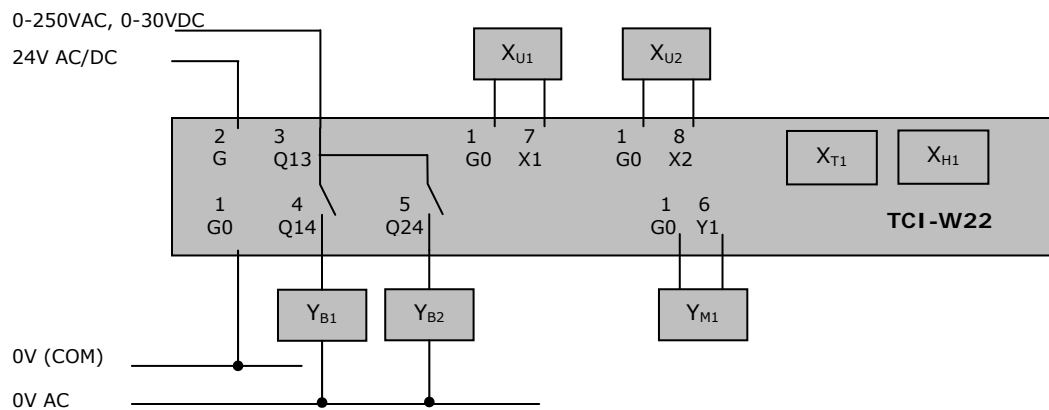 0-250VAC, 0-30VDC
24V AC/DC
XU1
XU2
2 3 1 7 1 8
G Q13 G0 X1 G0 X2
XT1
XH1
1 4 5 1 6
G0 Q14 Q24 G0 Y1
TCI-W22
YB1
YB2
YM1
0V (COM)
0V AC